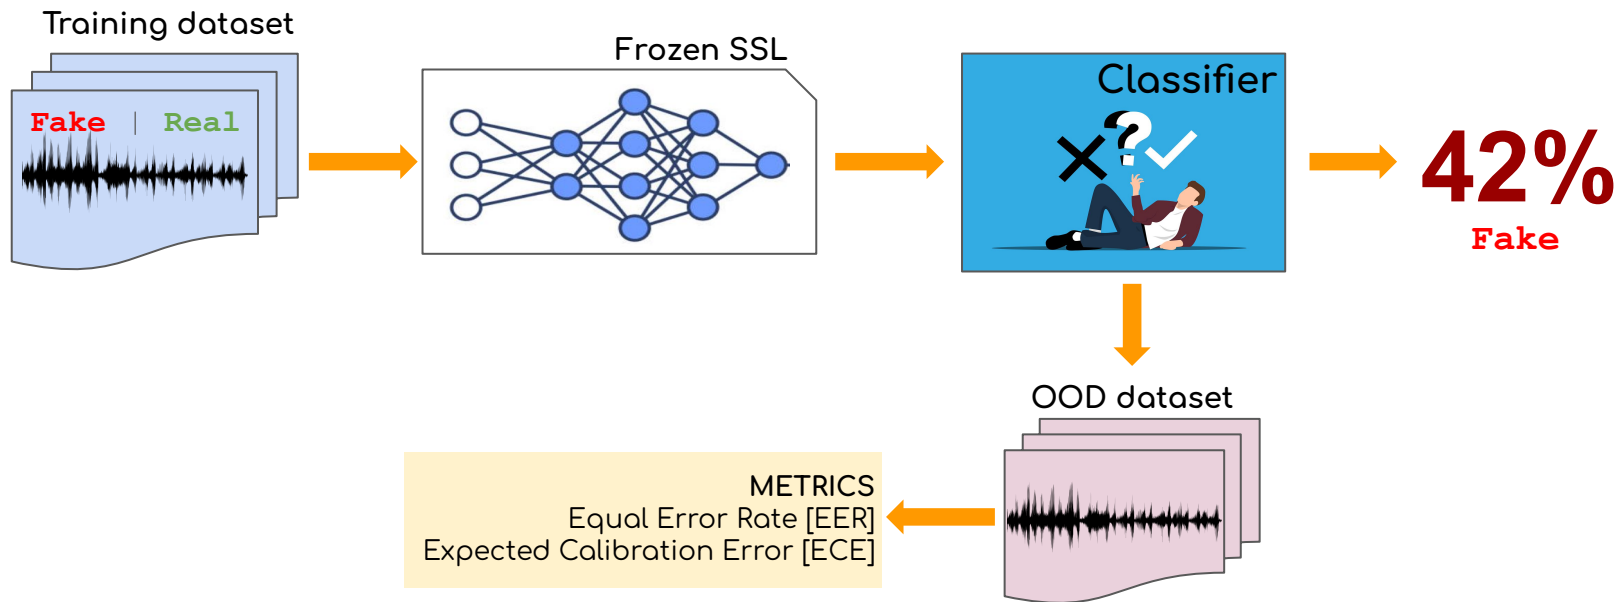 Training dataset
Fake | Real
Frozen SSL
Classifier
?
42%
Fake
OOD dataset
METRICS
Equal Error Rate [EER]
Expected Calibration Error [ECE]